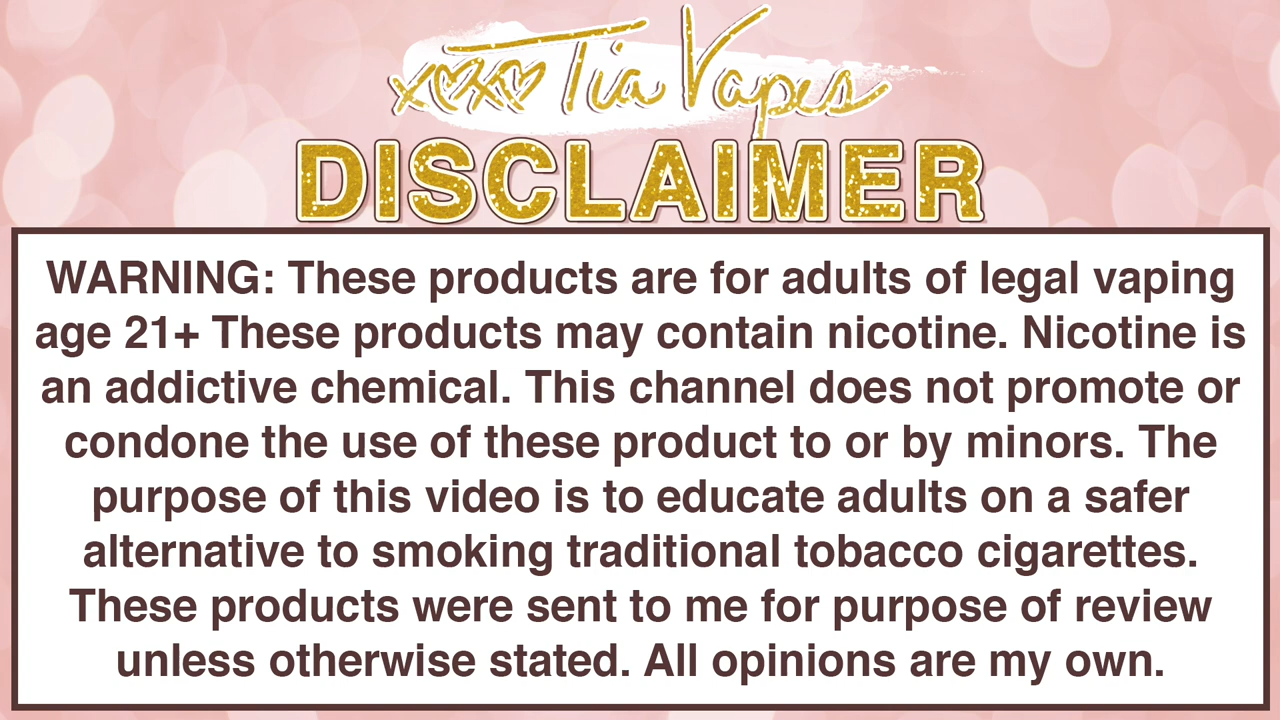 xoxo Tia Vapes
DISCLAIMER
WARNING: These products are for adults of legal vaping
age 21+ These products may contain nicotine. Nicotine is
an addictive chemical. This channel does not promote or
condone the use of these product to or by minors. The
purpose of this video is to educate adults on a safer
alternative to smoking traditional tobacco cigarettes.
These products were sent to me for purpose of review
unless otherwise stated. All opinions are my own.